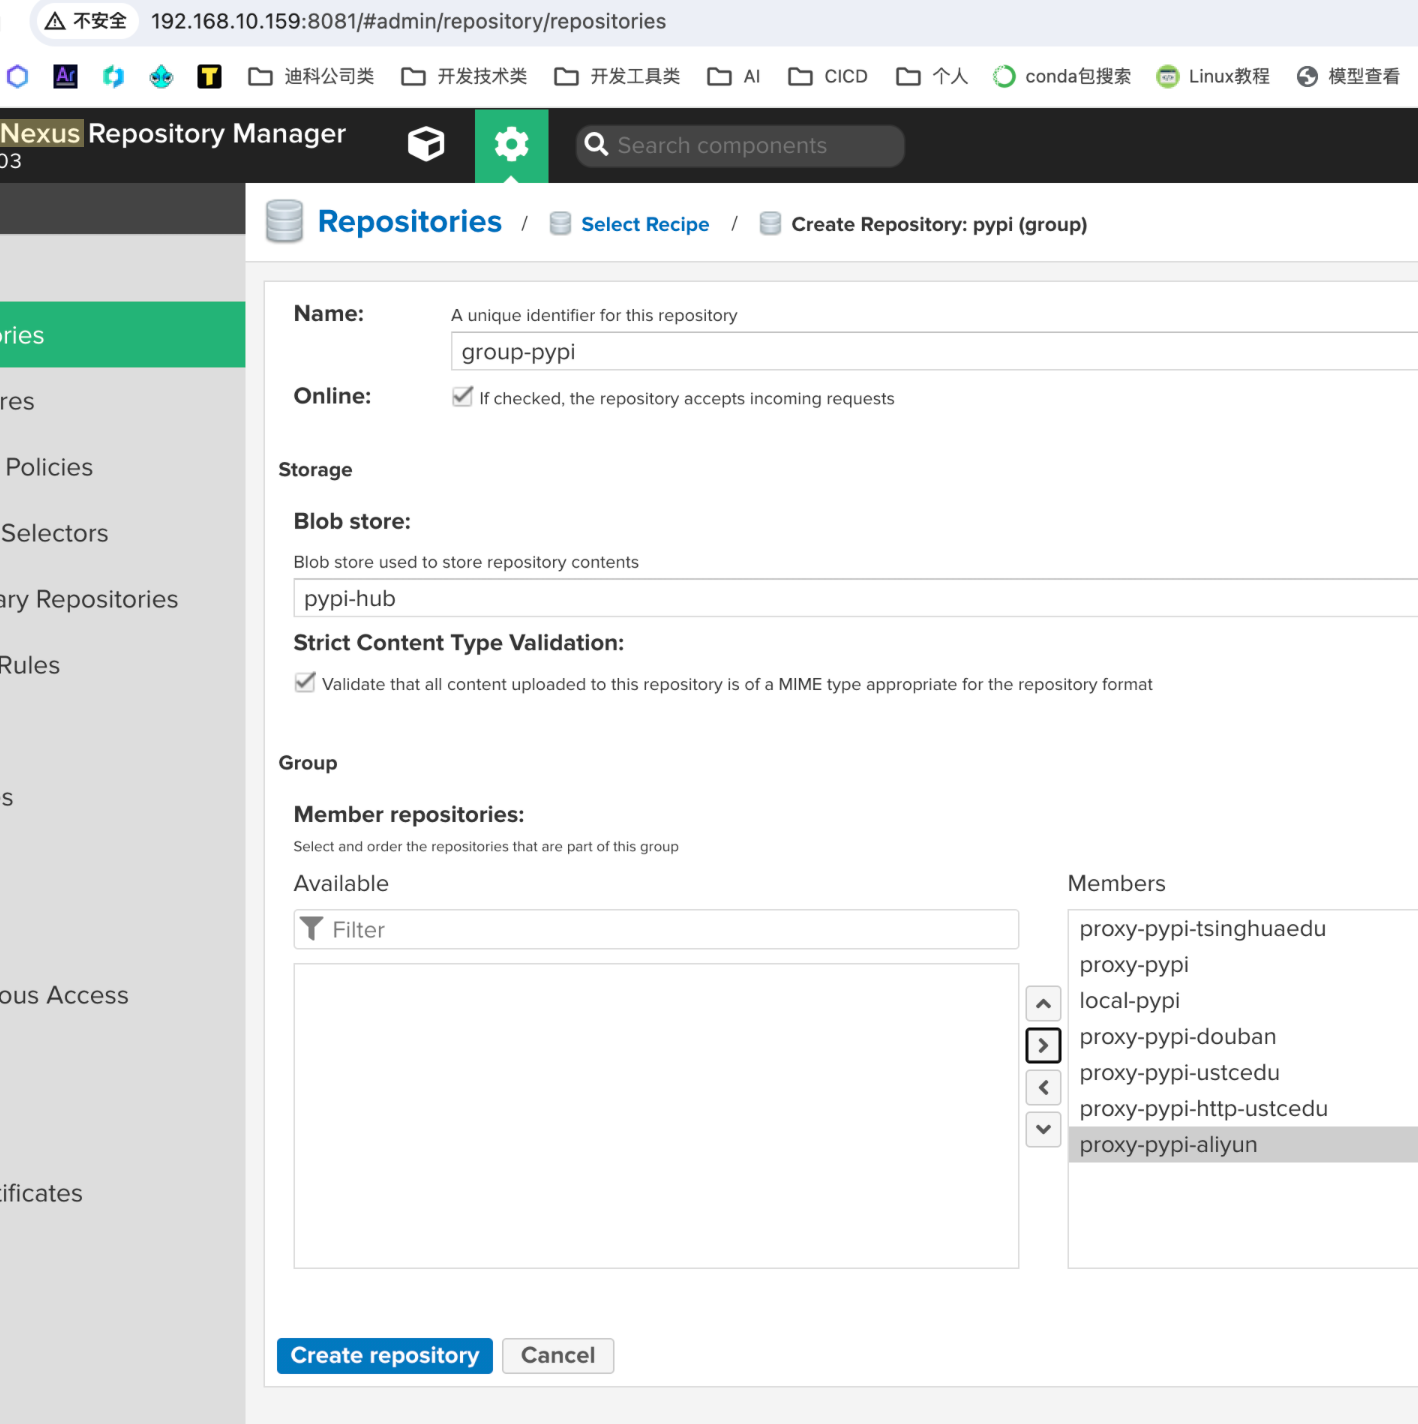 不安全 192.168.10.159:8081/#admin/repository/repositories
Ar T 迪科公司类 开发技术类 开发工具类 AI CICD 个人 conda包搜索 Linux教程 模型查看
Nexus Repository Manager
03
Search components
Repositories / Select Recipe / Create Repository: pypi (group)
ories
res
Policies
Selectors
ary Repositories
Rules
s
ous Access
tificates
Name: A unique identifier for this repository
group-pypi
Online: If checked, the repository accepts incoming requests
Storage
Blob store:
Blob store used to store repository contents
pypi-hub
Strict Content Type Validation:
Validate that all content uploaded to this repository is of a MIME type appropriate for the repository format
Group
Member repositories:
Select and order the repositories that are part of this group
Available
Filter
Members
proxy-pypi-tsinghuaedu
proxy-pypi
local-pypi
proxy-pypi-douban
proxy-pypi-ustcedu
proxy-pypi-http-ustcedu
proxy-pypi-aliyun
Create repository Cancel